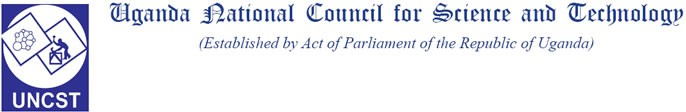 Uganda National Council for Science and Technology
(Established by Act of Parliament of the Republic of Uganda)
UNCST